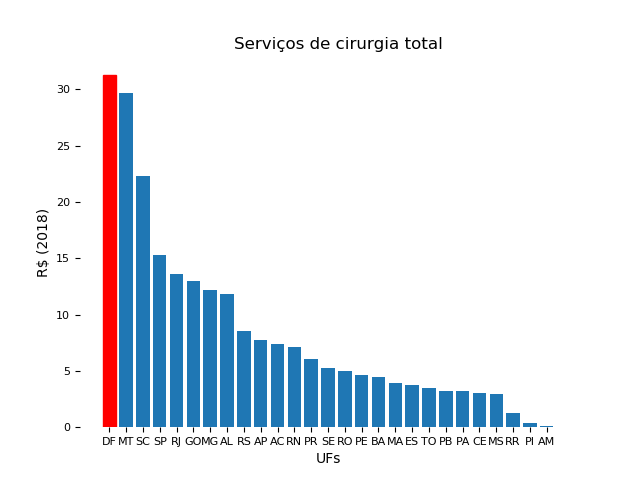 Serviços de cirurgia total
R$ (2018)
30
25
20
15
10
5
0
DF MT SC SP RJ GO MG AL RS AP AC RN PR SE RO PE BA MA ES TO PB PA CE MS RR PI AM
UFs